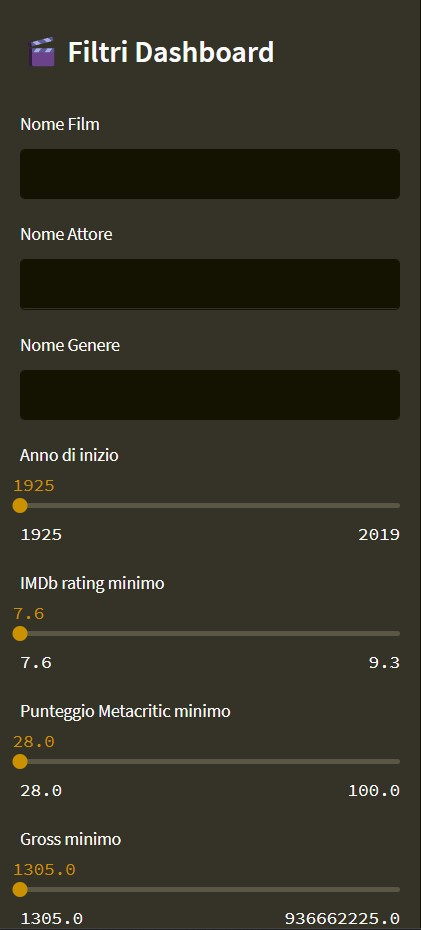 Filtri Dashboard
Nome Film
Nome Attore
Nome Genere
Anno di inizio
1925
1925 2019
IMDb rating minimo
7.6
7.6 9.3
Punteggio Metacritic minimo
28.0
28.0 100.0
Gross minimo
1305.0
1305.0 936662225.0